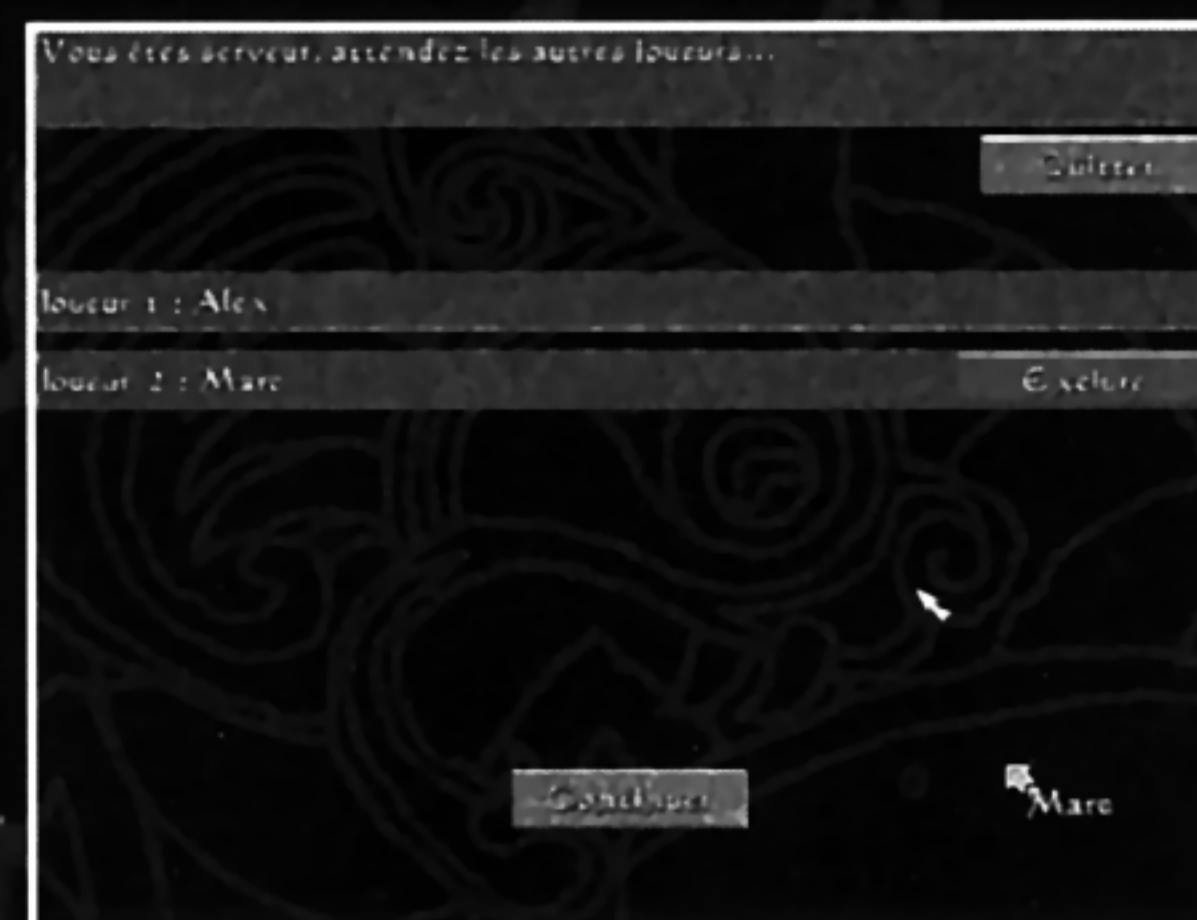 Vous êtes serveur, attendez les autres joueurs...
Quitter
Joueur 1 : Alex
Joueur 2 : Marc
Exclure
Continuer
Marc